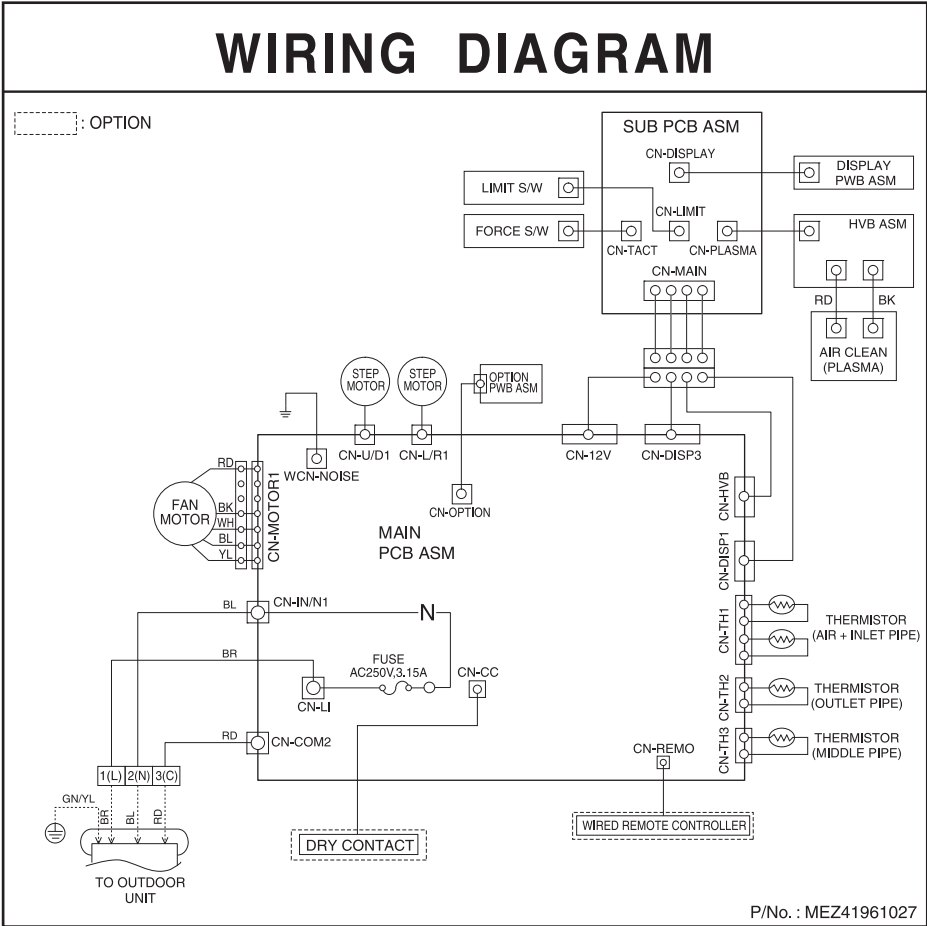 WIRING DIAGRAM
: OPTION
SUB PCB ASM
CN-DISPLAY
DISPLAY
PWB ASM
LIMIT S/W
CN-LIMIT
FORCE S/W
CN-TACT
CN-PLASMA
HVB ASM
CN-MAIN
RD
BK
AIR CLEAN
(PLASMA)
STEP
MOTOR
STEP
MOTOR
OPTION
PWB ASM
CN-U/D1
CN-L/R1
CN-12V
CN-DISP3
WCN-NOISE
CN-OPTION
CN-HVB
RD
FAN
MOTOR
BK
WH
BL
YL
CN-MOTOR1
MAIN
PCB ASM
CN-DISP1
BL
CN-IN/N1
N
CN-TH1
THERMISTOR
(AIR + INLET PIPE)
BR
FUSE
AC250V,3.15A
CN-CC
CN-LI
CN-TH2
THERMISTOR
(OUTLET PIPE)
RD
CN-COM2
CN-REMO
CN-TH3
THERMISTOR
(MIDDLE PIPE)
1(L) 2(N) 3(C)
GN/YL
BR
BL
RD
DRY CONTACT
WIRED REMOTE CONTROLLER
TO OUTDOOR
UNIT
P/No. : MEZ41961027